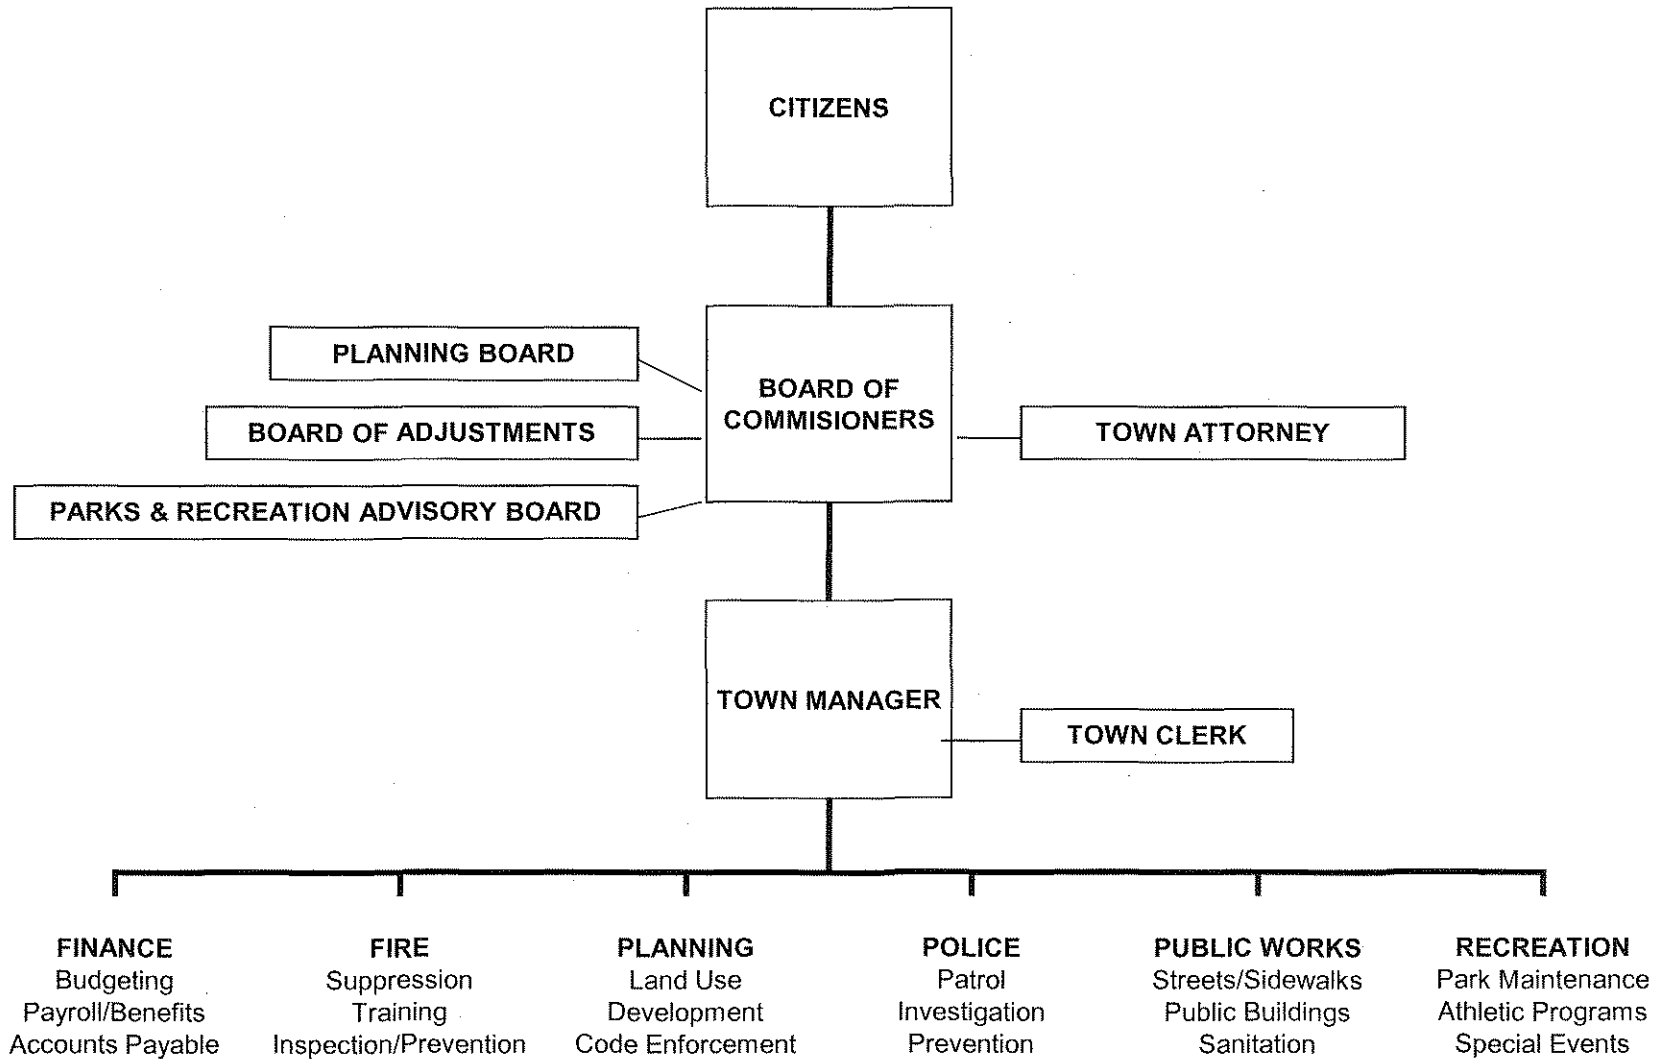 CITIZENS
PLANNING BOARD
BOARD OF
COMMISIONERS
BOARD OF ADJUSTMENTS
TOWN ATTORNEY
PARKS & RECREATION ADVISORY BOARD
TOWN MANAGER
TOWN CLERK
FINANCE
Budgeting
Payroll/Benefits
Accounts Payable
FIRE
Suppression
Training
Inspection/Prevention
PLANNING
Land Use
Development
Code Enforcement
POLICE
Patrol
Investigation
Prevention
PUBLIC WORKS
Streets/Sidewalks
Public Buildings
Sanitation
RECREATION
Park Maintenance
Athletic Programs
Special Events